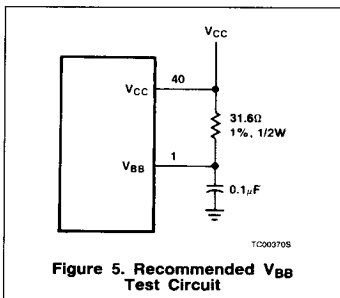 VCC
40
VCC
31.6Ω
1%, 1/2W
1
VBB
0.1μF
TC00370S
Figure 5. Recommended VBB
Test Circuit